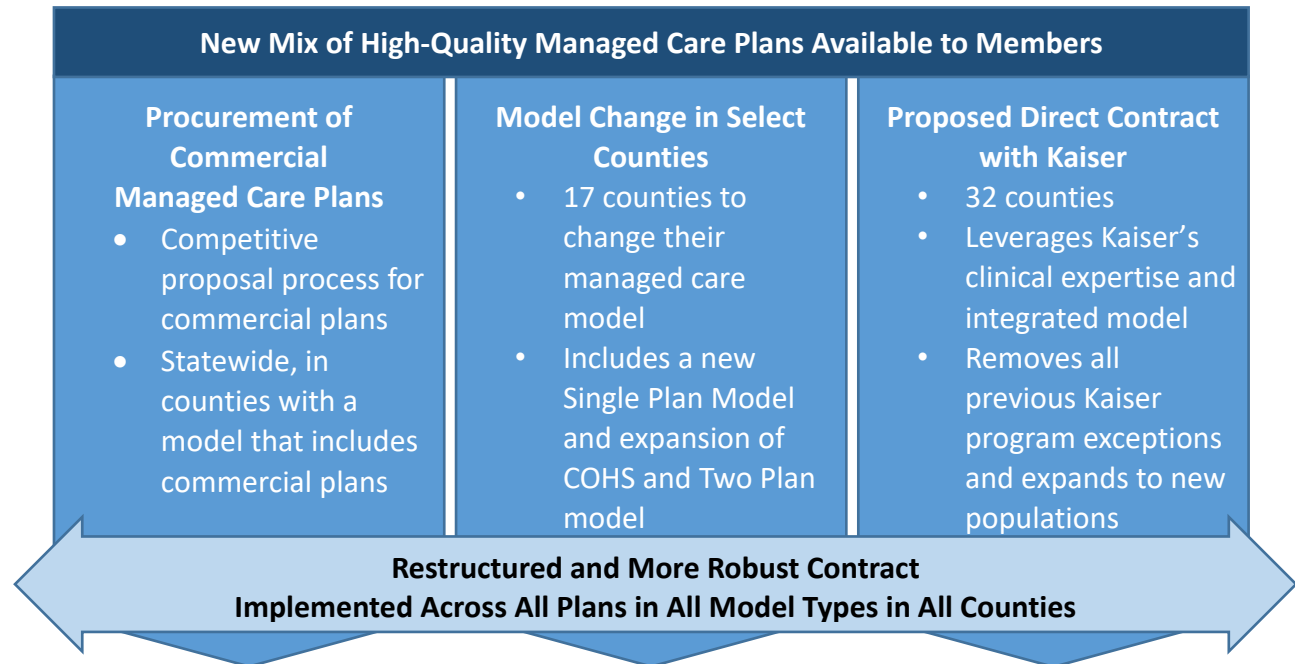 New Mix of High-Quality Managed Care Plans Available to Members
Procurement of
Commercial
Managed Care Plans
• Competitive
proposal process for
commercial plans
• Statewide, in
counties with a
model that includes
commercial plans
Model Change in Select
Counties
• 17 counties to
change their
managed care
model
• Includes a new
Single Plan Model
and expansion of
COHS and Two Plan
model
Proposed Direct Contract
with Kaiser
• 32 counties
• Leverages Kaiser’s
clinical expertise and
integrated model
• Removes all
previous Kaiser
program exceptions
and expands to new
populations
Restructured and More Robust Contract
Implemented Across All Plans in All Model Types in All Counties